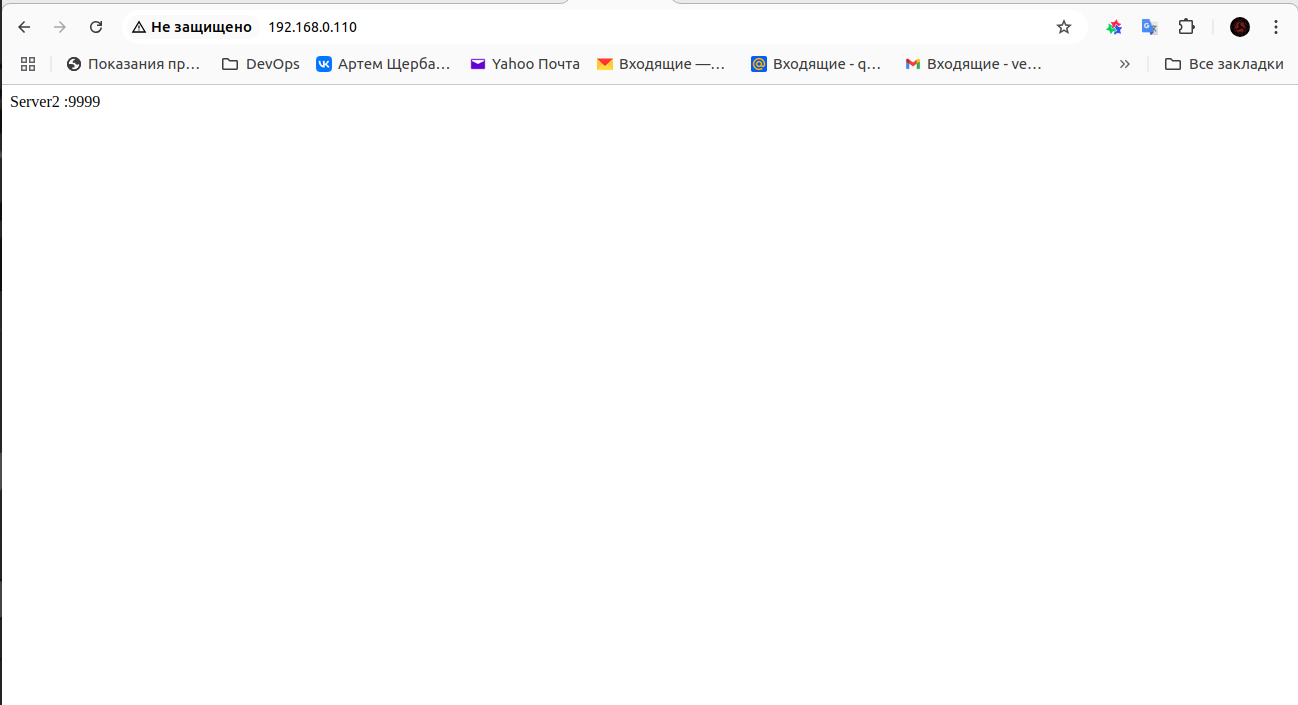 Не защищено 192.168.0.110
Показания пр... DevOps Артем Щерба... Yahoo Почта Входящие —... Входящие - q... Входящие - ve... » Все закладки
Server2 :9999